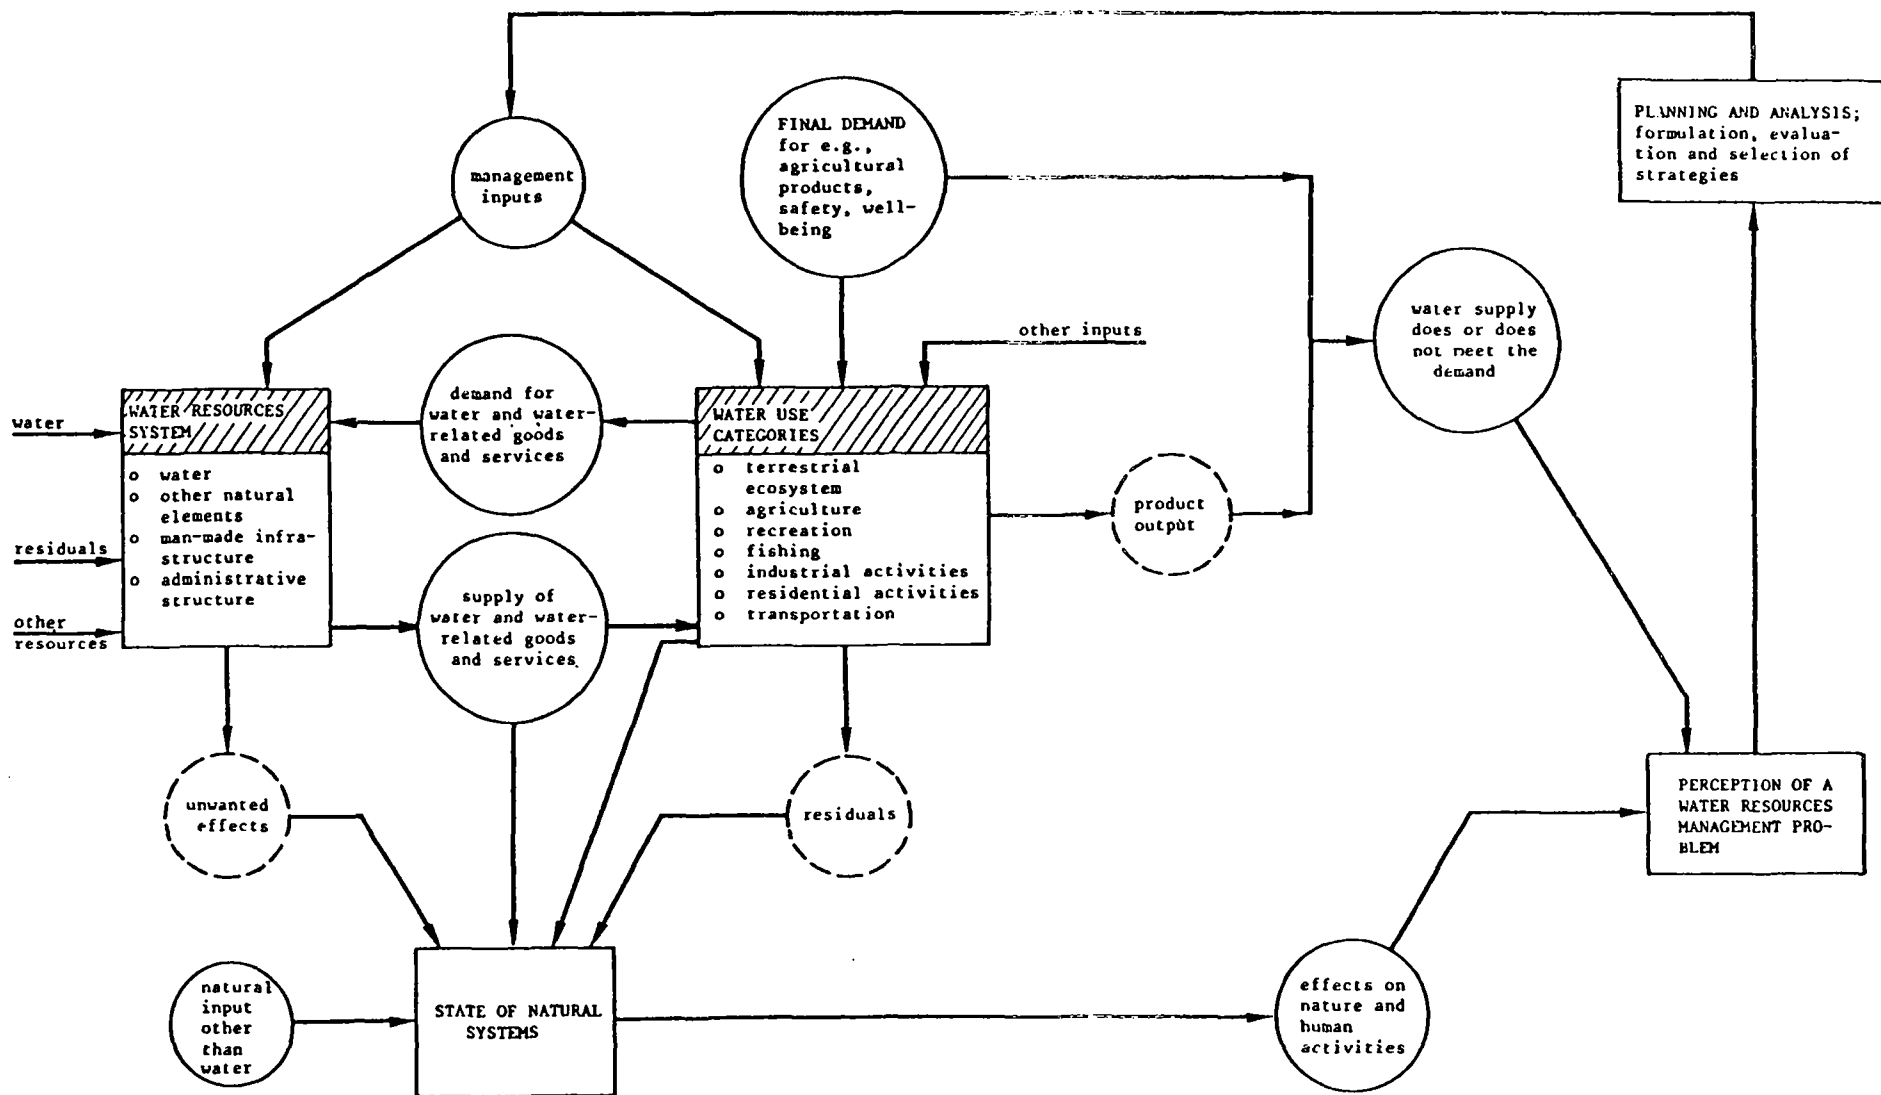 PLANNING AND ANALYSIS;
formulation, evalua-
tion and selection of
strategies
FINAL DEMAND
for e.g.,
agricultural
products,
safety, well-
being
management
inputs
water supply
does or does
not meet the
demand
other inputs
demand for
water and water-
related goods
and services
WATER RESOURCES
SYSTEM
o water
o other natural
elements
o man-made infra-
structure
o administrative
structure
water
residuals
other
resources
WATER USE
CATEGORIES
o terrestrial
ecosystem
o agriculture
o recreation
o fishing
o industrial activities
o residential activities
o transportation
product
output
supply of
water and water-
related goods
and services
unwanted
effects
residuals
PERCEPTION OF A
WATER RESOURCES
MANAGEMENT PRO-
BLEM
natural
input
other
than
water
STATE OF NATURAL
SYSTEMS
effects on
nature and
human
activities